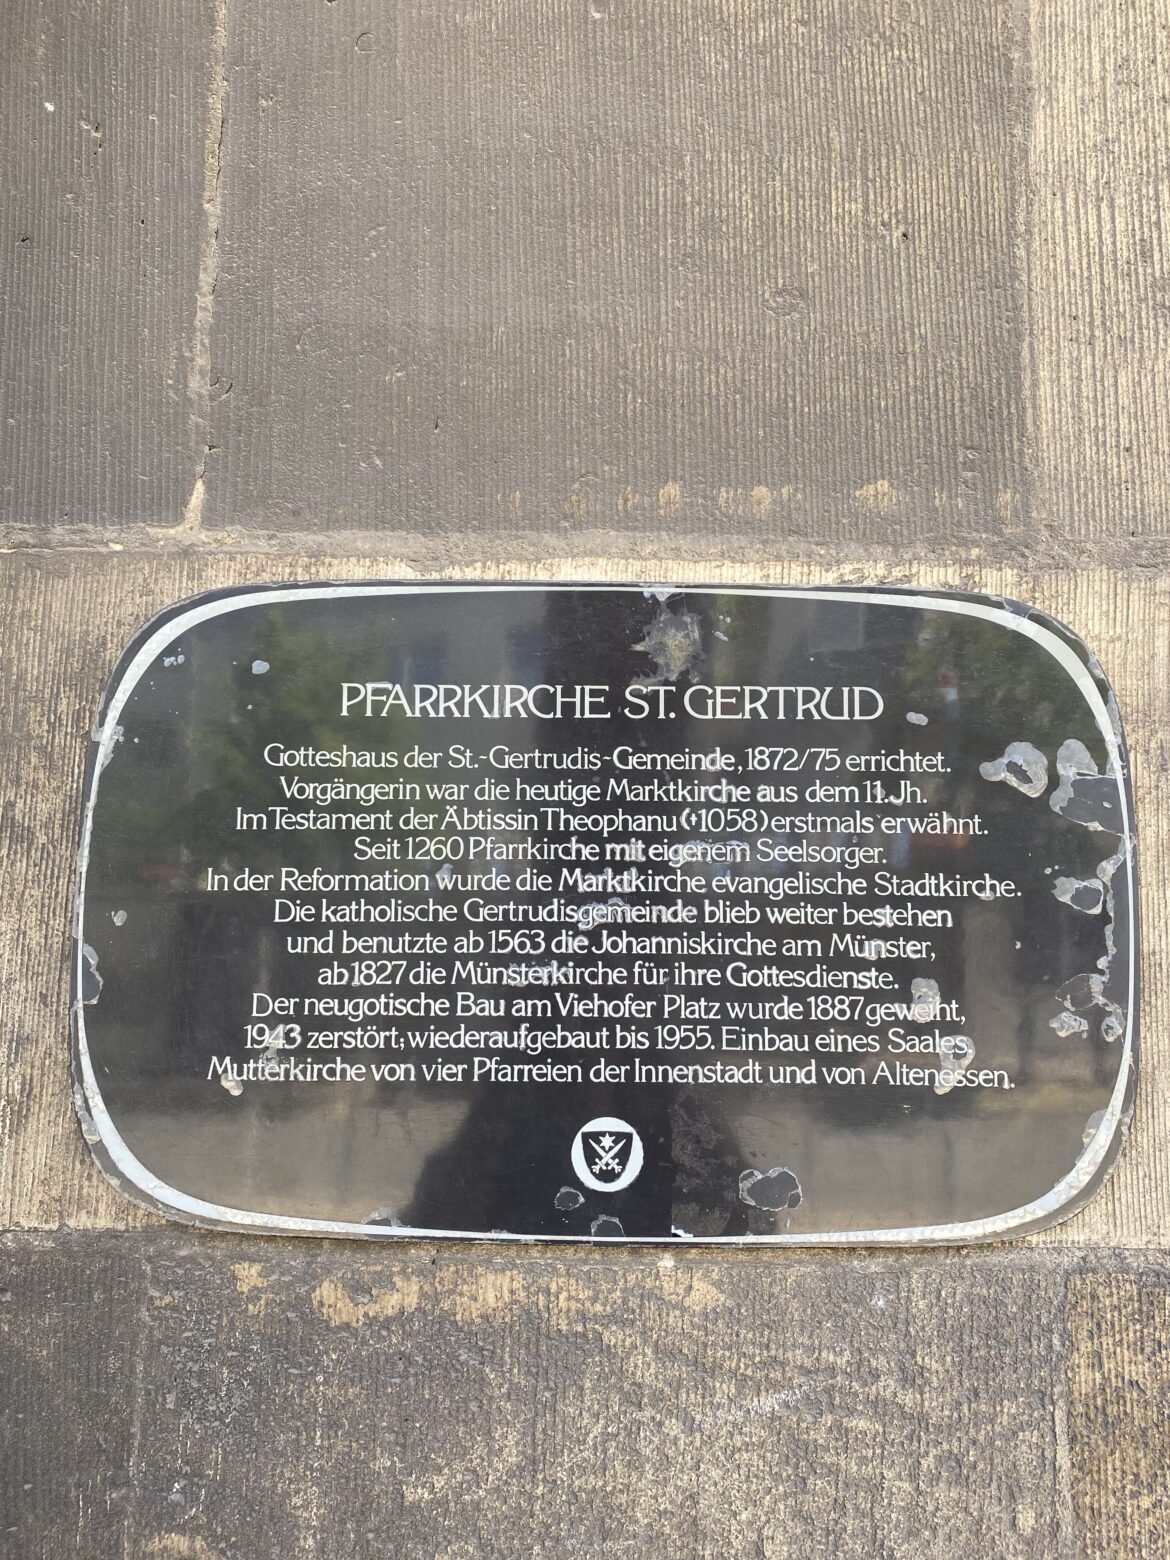 PFARRKIRCHE ST. GERTRUD
Gotteshaus der St.-Gertrudis-Gemeinde, 1872/75 errichtet.
Vorgängerin war die heutige Marktkirche aus dem 11. Jh.
Im Testament der Äbtissin Theophanu (†1058) erstmals erwähnt.
Seit 1260 Pfarrkirche mit eigenem Seelsorger.
In der Reformation wurde die Marktkirche evangelische Stadtkirche.
Die katholische Gertrudisgemeinde blieb weiter bestehen
und benutzte ab 1563 die Johanniskirche am Münster,
ab 1827 die Münsterkirche für ihre Gottesdienste.
Der neugotische Bau am Viehofer Platz wurde 1887 geweiht,
1943 zerstört; wiederaufgebaut bis 1955. Einbau eines Saales.
Mutterkirche von vier Pfarreien der Innenstadt und von Altenessen.